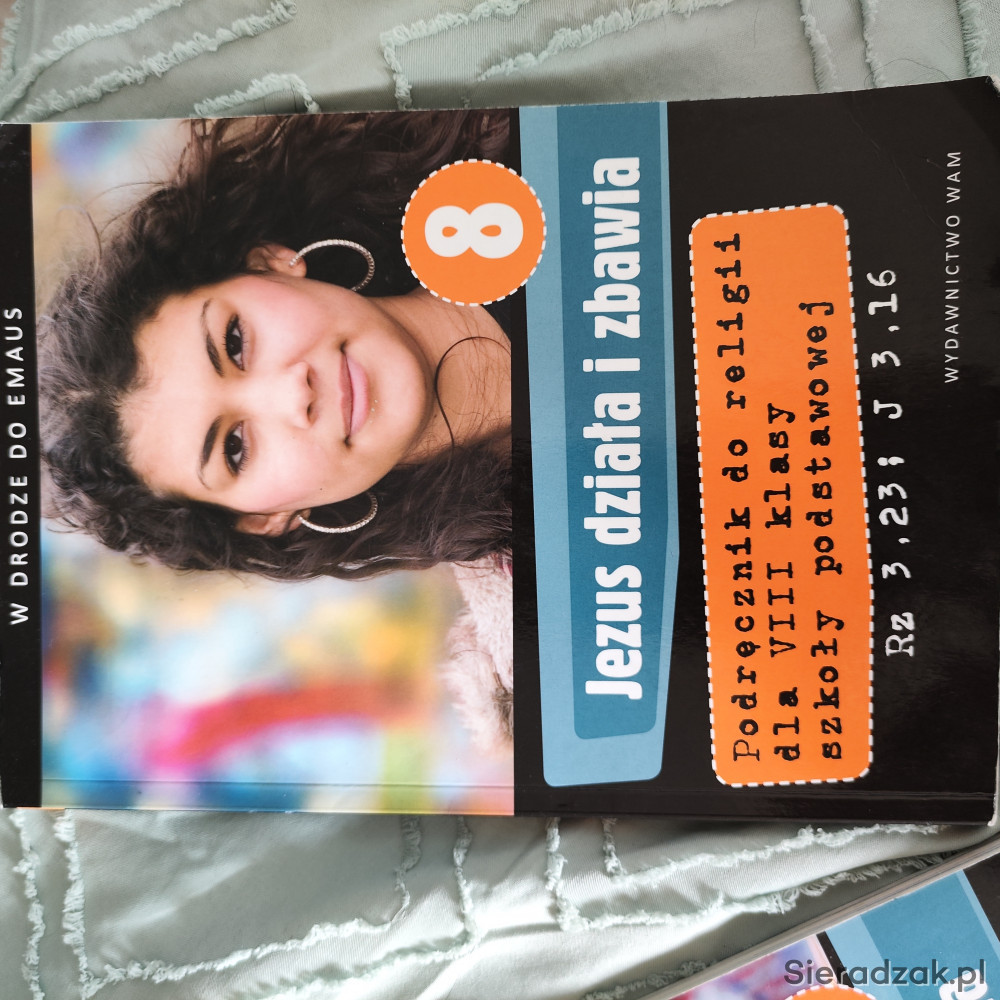 W DRODZE DO EMAUS
8
Jezus działa i zbawia
Podręcznik do religii
dla VIII klasy
szkoły podstawowej
Rz 3,23; J 3,16
WYDAWNICTWO WAM
Sieradzak.pl